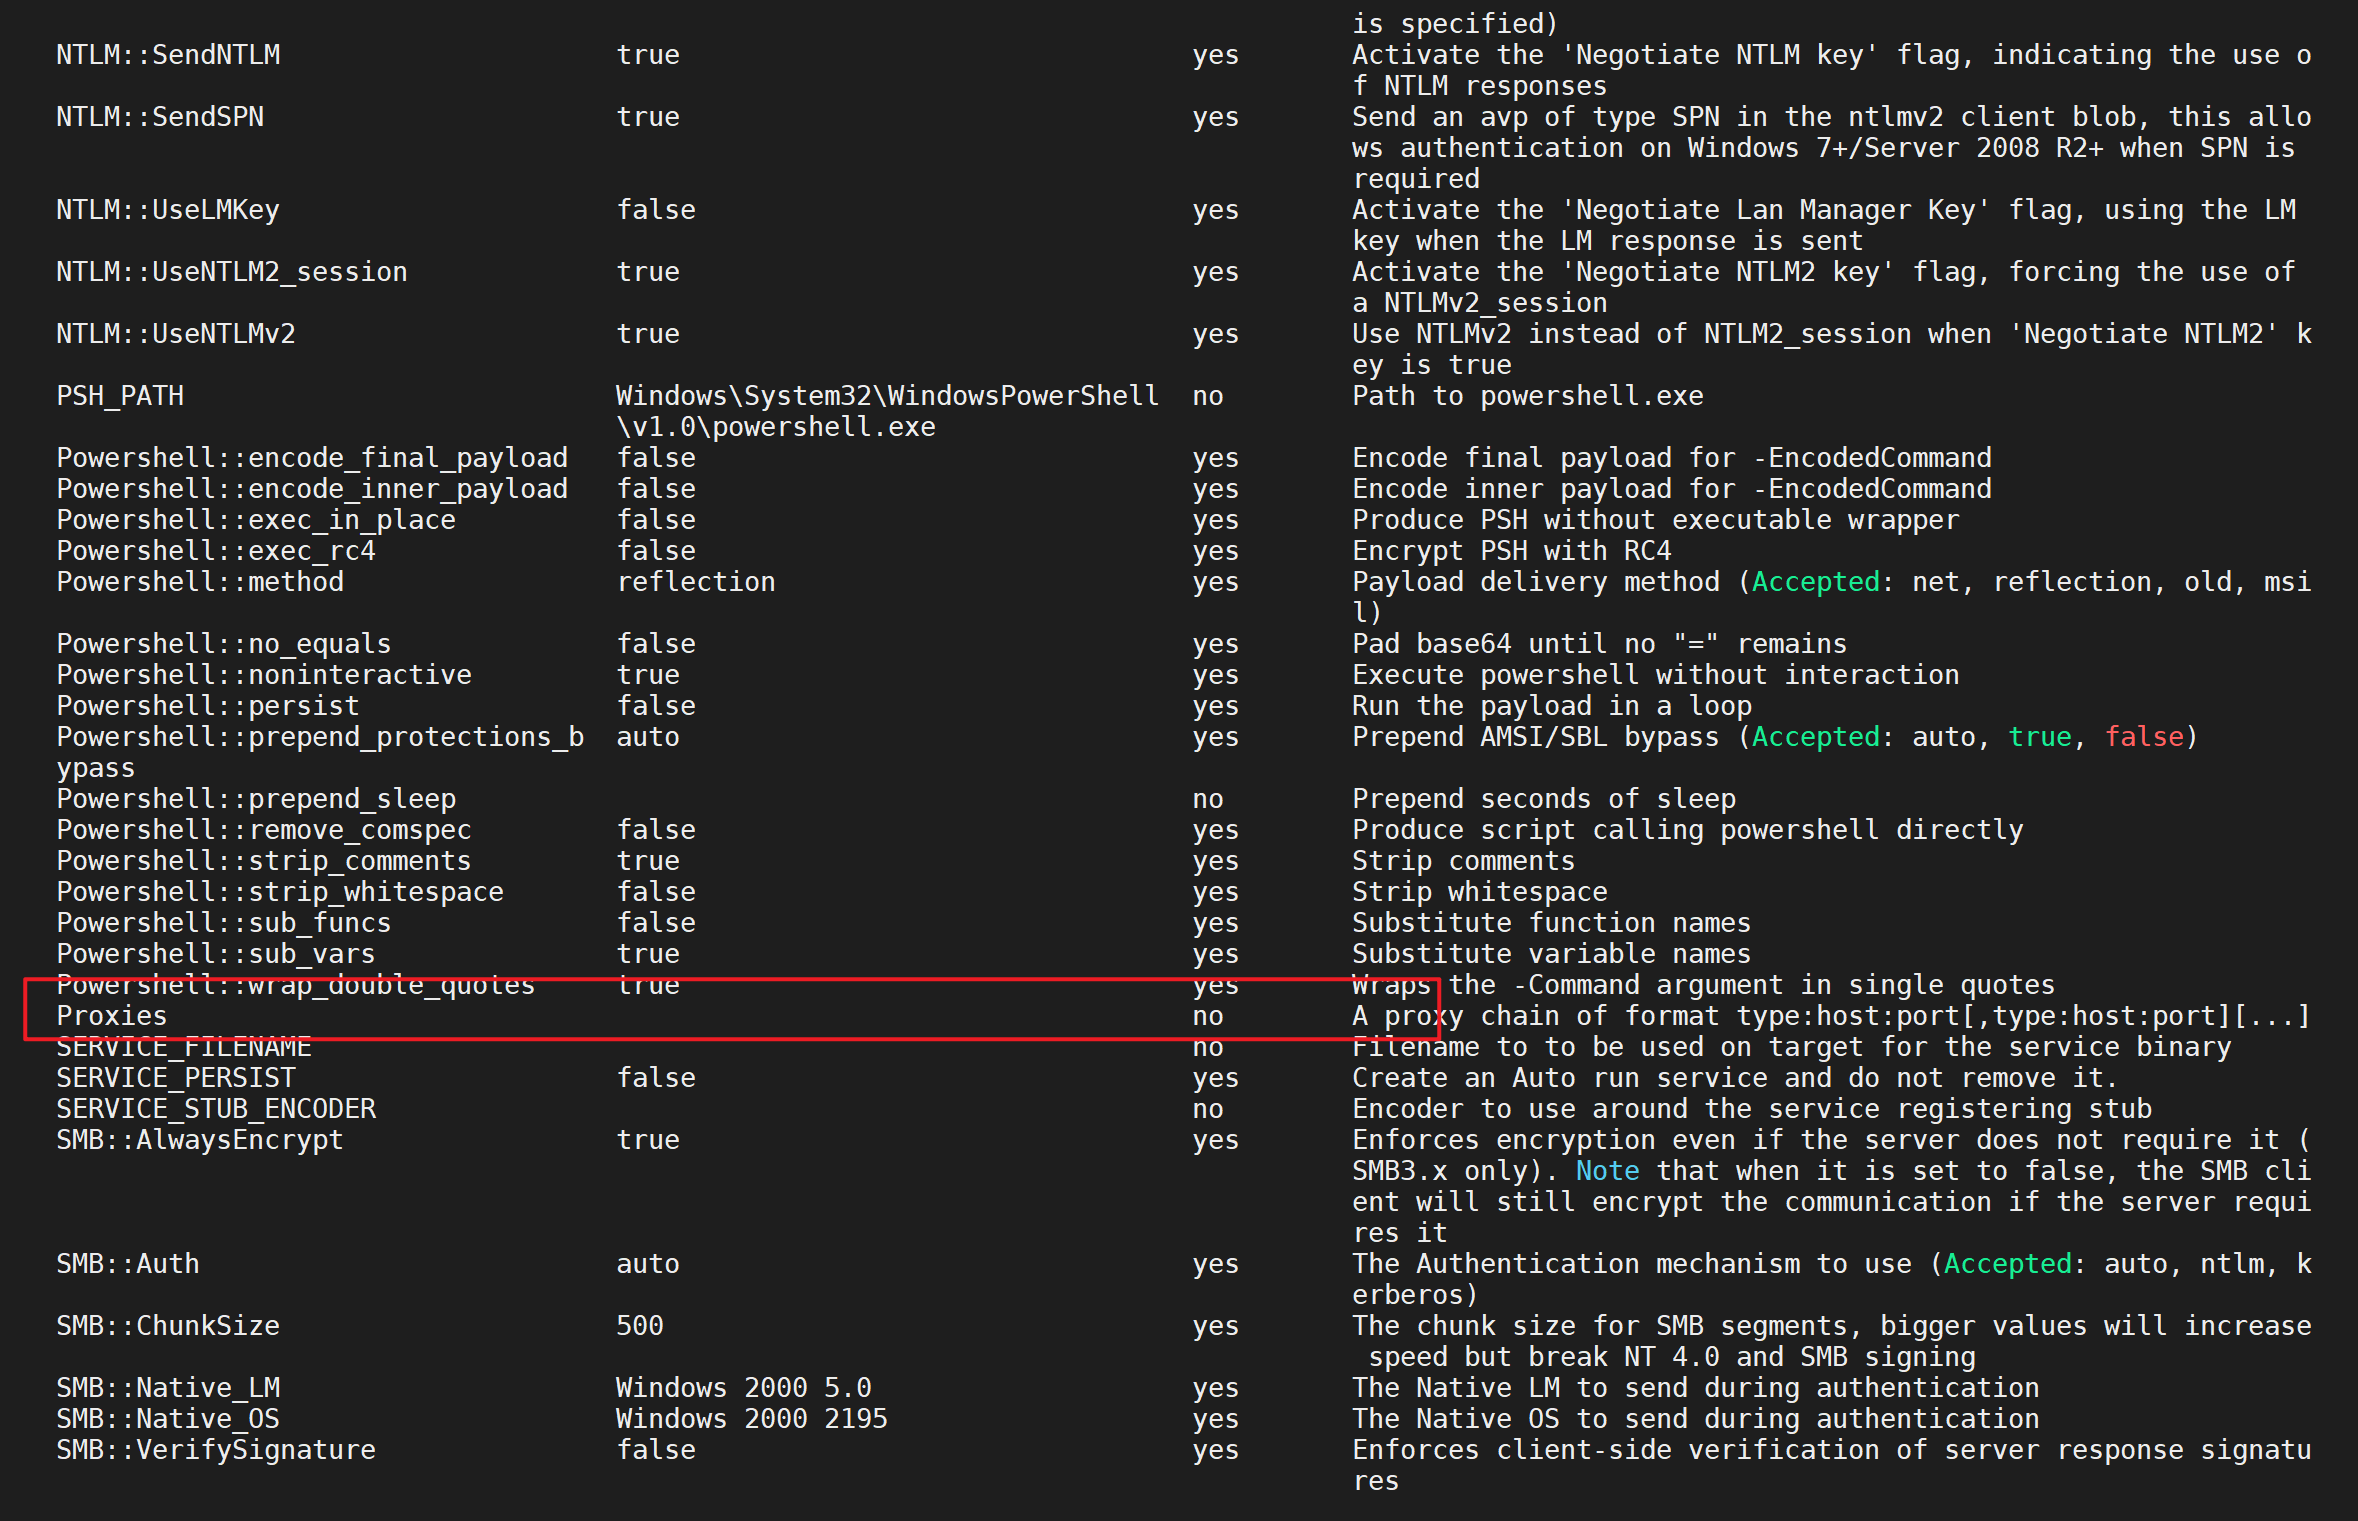 is specified)
NTLM::SendNTLM true yes Activate the 'Negotiate NTLM key' flag, indicating the use o
f NTLM responses
NTLM::SendSPN true yes Send an avp of type SPN in the ntlmv2 client blob, this allo
ws authentication on Windows 7+/Server 2008 R2+ when SPN is
required
NTLM::UseLMKey false yes Activate the 'Negotiate Lan Manager Key' flag, using the LM
key when the LM response is sent
NTLM::UseNTLM2_session true yes Activate the 'Negotiate NTLM2 key' flag, forcing the use of
a NTLMv2_session
NTLM::UseNTLMv2 true yes Use NTLMv2 instead of NTLM2_session when 'Negotiate NTLM2' k
ey is true
PSH_PATH Windows\System32\WindowsPowerShell no Path to powershell.exe
\v1.0\powershell.exe
Powershell::encode_final_payload false yes Encode final payload for -EncodedCommand
Powershell::encode_inner_payload false yes Encode inner payload for -EncodedCommand
Powershell::exec_in_place false yes Produce PSH without executable wrapper
Powershell::exec_rc4 false yes Encrypt PSH with RC4
Powershell::method reflection yes Payload delivery method (Accepted: net, reflection, old, msi
l)
Powershell::no_equals false yes Pad base64 until no "=" remains
Powershell::noninteractive true yes Execute powershell without interaction
Powershell::persist false yes Run the payload in a loop
Powershell::prepend_protections_b auto yes Prepend AMSI/SBL bypass (Accepted: auto, true, false)
ypass
Powershell::prepend_sleep no Prepend seconds of sleep
Powershell::remove_comspec false yes Produce script calling powershell directly
Powershell::strip_comments true yes Strip comments
Powershell::strip_whitespace false yes Strip whitespace
Powershell::sub_funcs false yes Substitute function names
Powershell::sub_vars true yes Substitute variable names
Powershell::wrap_double_quotes true yes Wraps the -Command argument in single quotes
Proxies no A proxy chain of format type:host:port[,type:host:port][...]
SERVICE_FILENAME no Filename to to be used on target for the service binary
SERVICE_PERSIST false yes Create an Auto run service and do not remove it.
SERVICE_STUB_ENCODER no Encoder to use around the service registering stub
SMB::AlwaysEncrypt true yes Enforces encryption even if the server does not require it (
SMB3.x only). Note that when it is set to false, the SMB cli
ent will still encrypt the communication if the server requi
res it
SMB::Auth auto yes The Authentication mechanism to use (Accepted: auto, ntlm, k
erberos)
SMB::ChunkSize 500 yes The chunk size for SMB segments, bigger values will increase
speed but break NT 4.0 and SMB signing
SMB::Native_LM Windows 2000 5.0 yes The Native LM to send during authentication
SMB::Native_OS Windows 2000 2195 yes The Native OS to send during authentication
SMB::VerifySignature false yes Enforces client-side verification of server response signatu
res